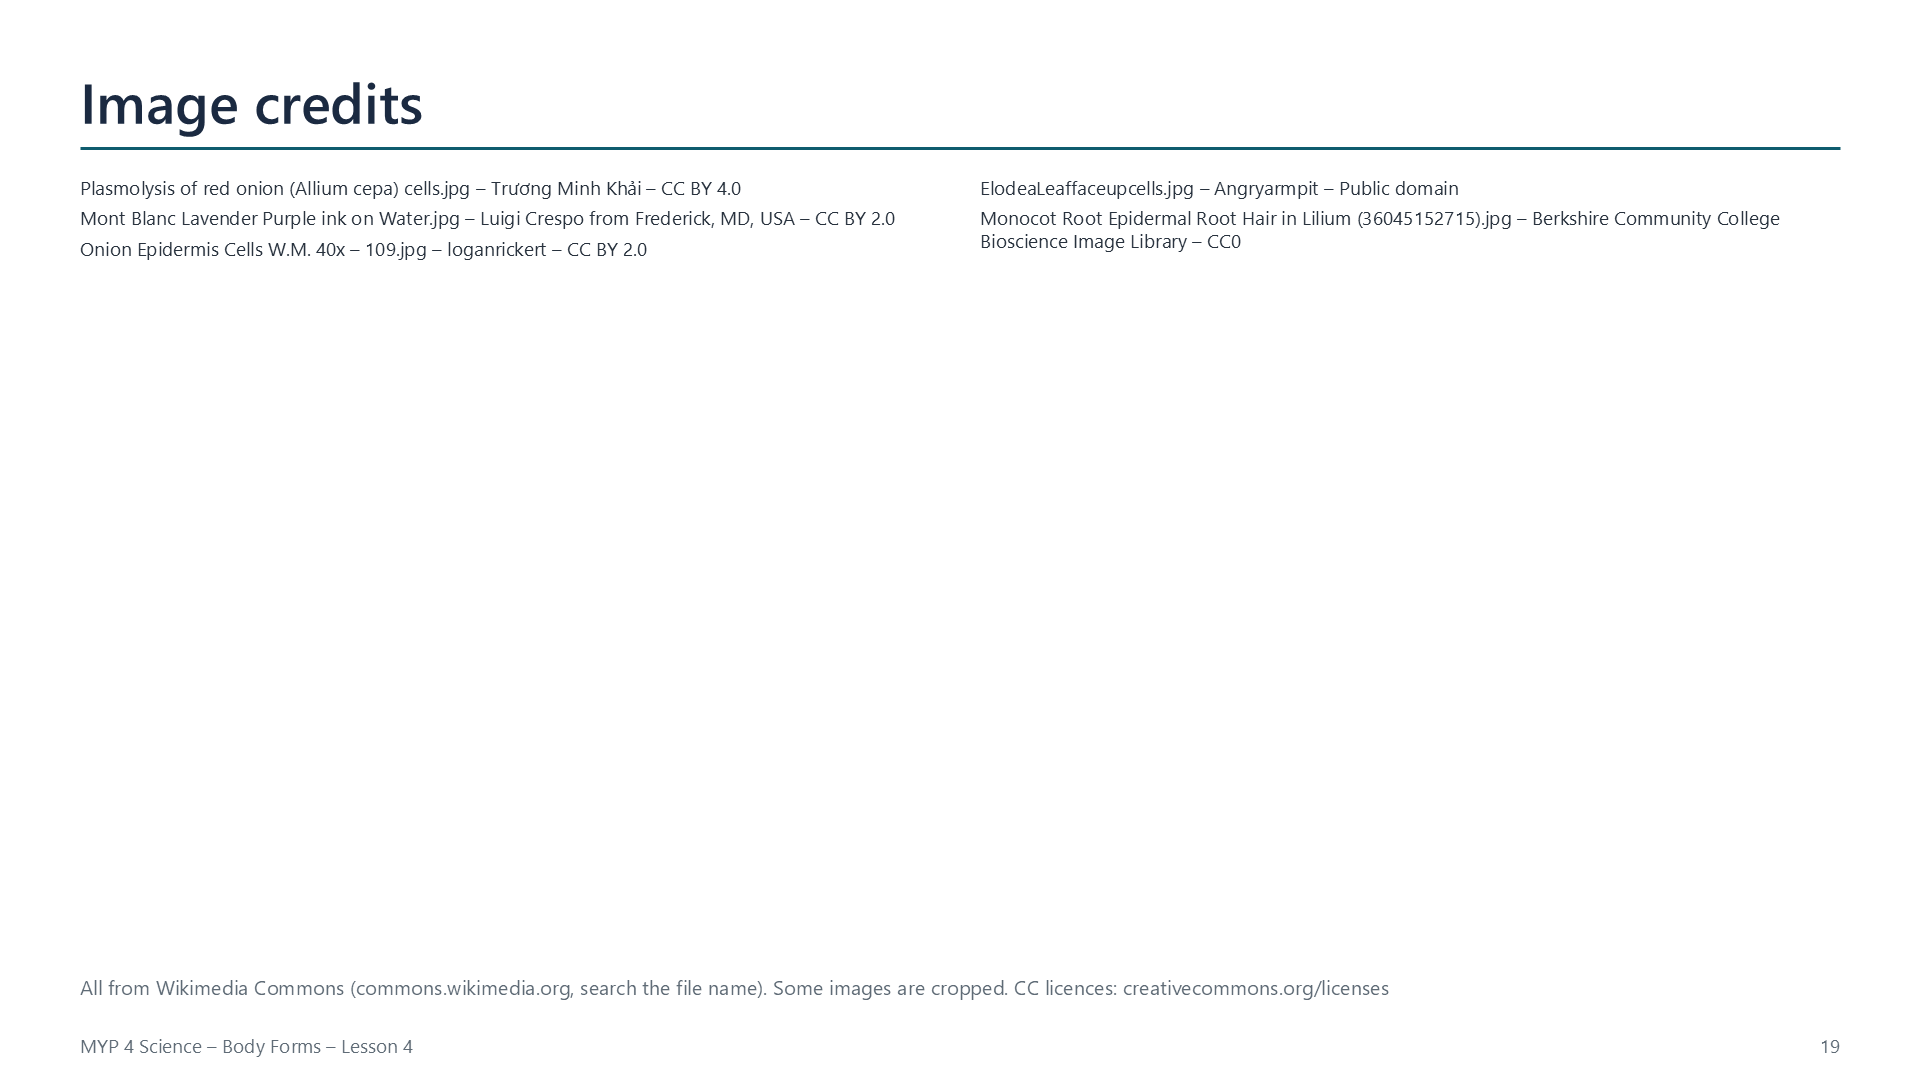 Image credits
Plasmolysis of red onion (Allium cepa) cells.jpg – Trương Minh Khải – CC BY 4.0
Mont Blanc Lavender Purple ink on Water.jpg – Luigi Crespo from Frederick, MD, USA – CC BY 2.0
Onion Epidermis Cells W.M. 40x – 109.jpg – loganrickert – CC BY 2.0
ElodeaLeaffaceupcells.jpg – Angryarmpit – Public domain
Monocot Root Epidermal Root Hair in Lilium (36045152715).jpg – Berkshire Community College
Bioscience Image Library – CC0
All from Wikimedia Commons (commons.wikimedia.org, search the file name). Some images are cropped. CC licences: creativecommons.org/licenses
MYP 4 Science – Body Forms – Lesson 4
19